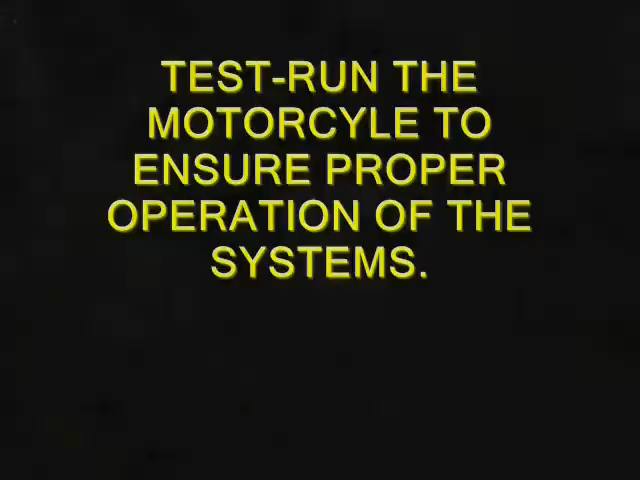 TEST-RUN THE
MOTORCYLE TO
ENSURE PROPER
OPERATION OF THE
SYSTEMS.